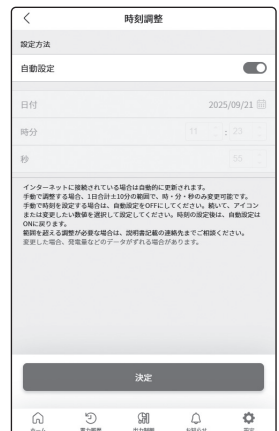 時刻調整
設定方法
自動設定
日付 2025/09/21
時分 11 : 23
秒 55
インターネットに接続されている場合は自動的に更新されます。
手動で調整する場合、1日合計±10分の範囲で、時・分・秒のみ変更可能です。
手動で時刻を設定する場合は、自動設定をOFFにしてください。続いて、アイコン
または変更したい数値を選択して設定してください。時刻の設定後は、自動設定は
ONに戻ります。
範囲を超える調整が必要な場合は、説明書記載の連絡先までご相談ください。
変更した場合、発電量などのデータがずれる場合があります。
決定